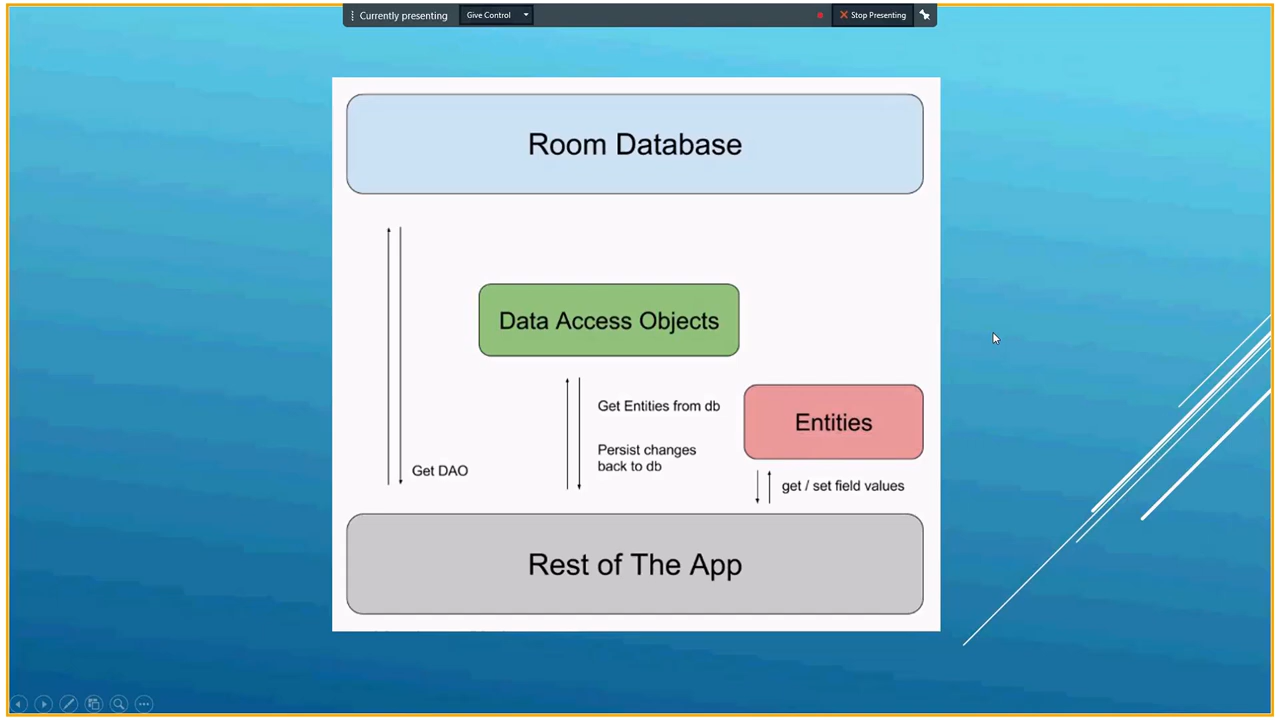 Currently presenting
Give Control
Stop Presenting
Room Database
Data Access Objects
Get Entities from db
Persist changes
back to db
Entities
Get DAO
get / set field values
Rest of The App